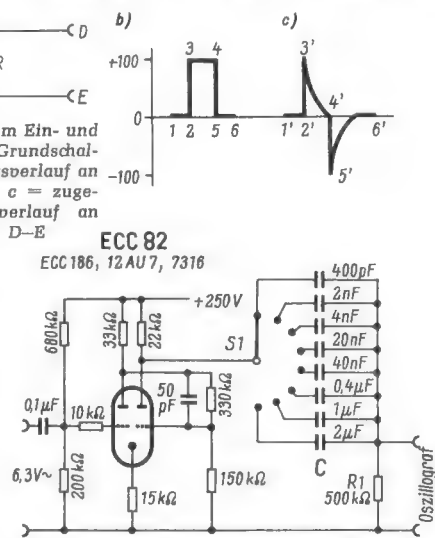 D
R
E
m Ein- und
Grundschal-
gsverlauf an
c = zuge-
verlauf an
D–E
b)
c)
+100
0
-100
3
4
1
2
5
6
3'
4'
1'
2'
5'
6'
ECC 82
ECC 186, 12 AU 7, 7316
+250V
680kΩ
33kΩ
22kΩ
S1
400pF
2nF
4nF
20nF
40nF
0,4µF
1µF
2µF
C
0,1µF
10kΩ
50
pF
330kΩ
6,3V~
200kΩ
15kΩ
150kΩ
R1
500kΩ
Oszillograf